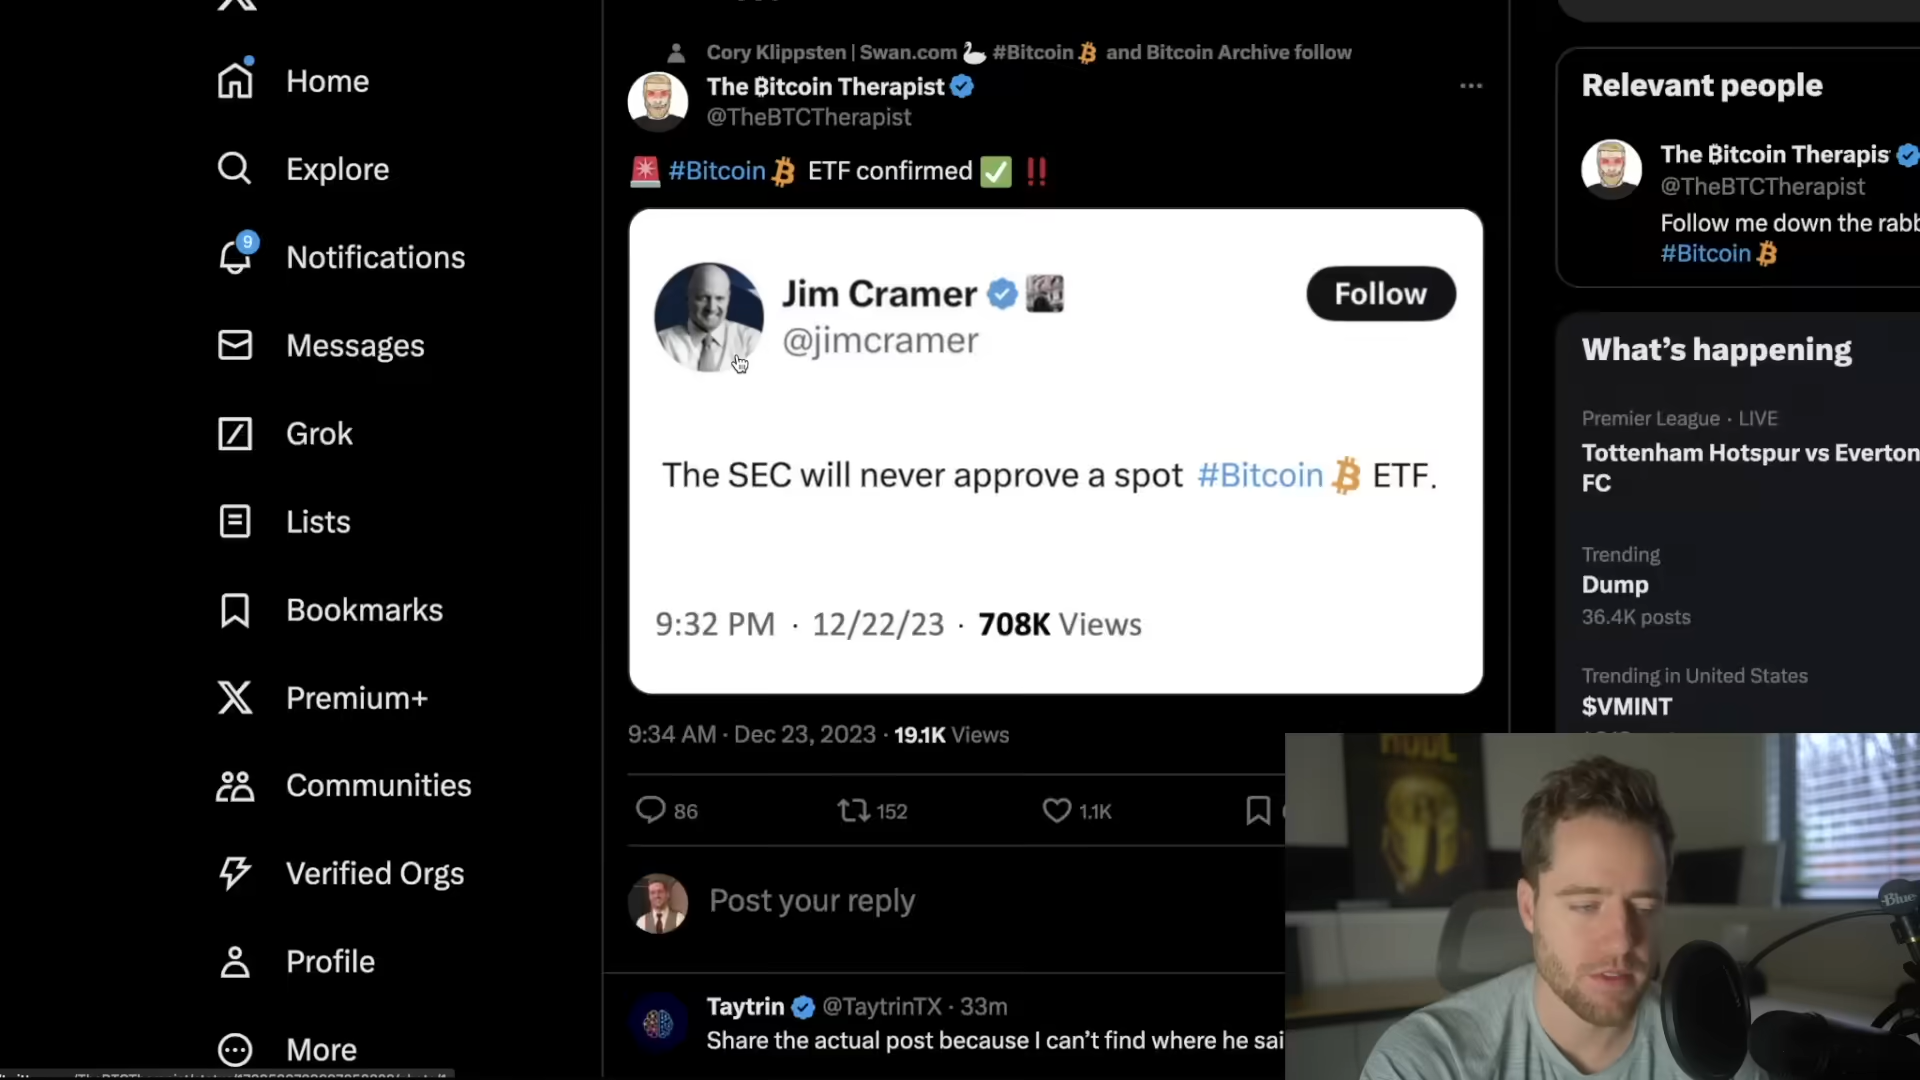 Home
Explore
9
Notifications
Messages
Grok
Lists
Bookmarks
Premium+
Communities
Verified Orgs
Profile
More
Cory Klippsten | Swan.com #Bitcoin and Bitcoin Archive follow
The ₿itcoin Therapist
@TheBTCTherapist
#Bitcoin ETF confirmed
Jim Cramer
@jimcramer
Follow
The SEC will never approve a spot #Bitcoin ETF.
9:32 PM · 12/22/23 · 708K Views
9:34 AM · Dec 23, 2023 · 19.1K Views
86 152 1.1K
Post your reply
Taytrin @TaytrinTX · 33m
Share the actual post because I can't find where he sai
Relevant people
The ₿itcoin Therapis
@TheBTCTherapist
Follow me down the rabb
#Bitcoin
What's happening
Premier League · LIVE
Tottenham Hotspur vs Everton
FC
Trending
Dump
36.4K posts
Trending in United States
$VMINT
HODL
Blue